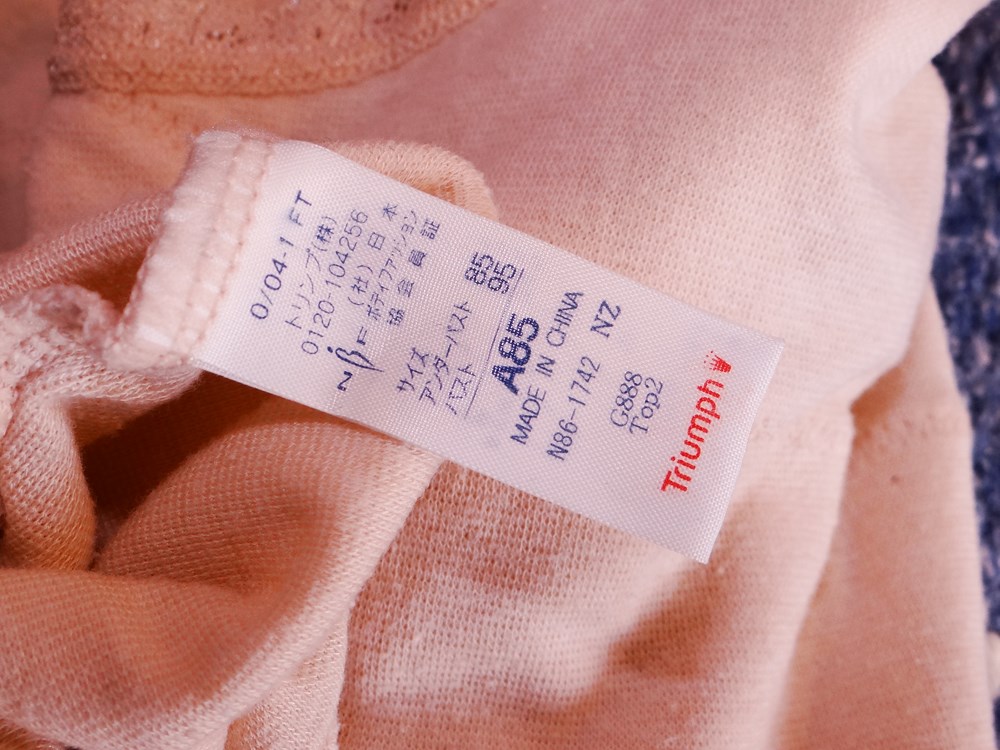 Triumph
G888
Top2
N86-1742 NZ
MADE IN CHINA
A85
サイズ
アンダーバスト 85
バスト 95
日本
(社)ボディファッション
協会員証
NBF
0120-104256
トリンプ(株)
0/04-1 FT